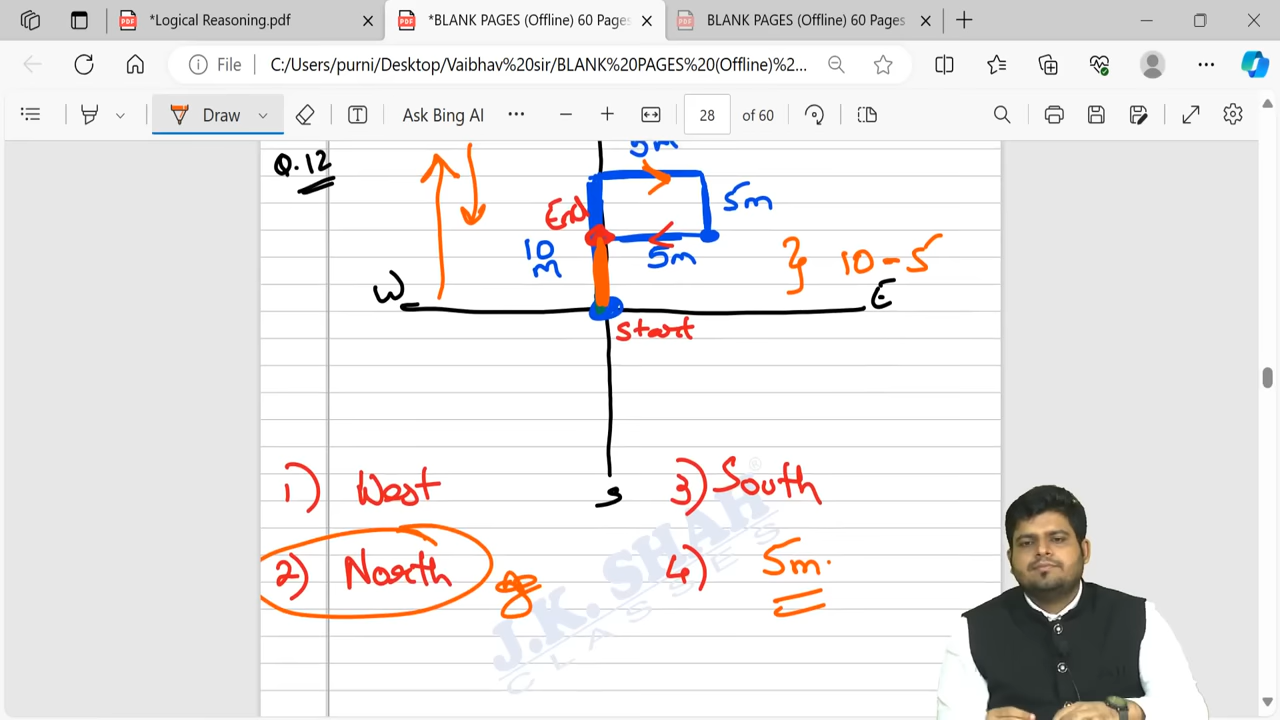 *Logical Reasoning.pdf
*BLANK PAGES (Offline) 60 Pages
BLANK PAGES (Offline) 60 Pages
File
C:/Users/purni/Desktop/Vaibhav%20sir/BLANK%20PAGES%20(Offline)%2...
Draw
Ask Bing AI
28
of 60
Q.12
5m
End
5m
10
m
5m
10 - 5
W
E
Start
S
1) West
3) South
2) North
4) 5m.
J.K. SHAH
CLASSES